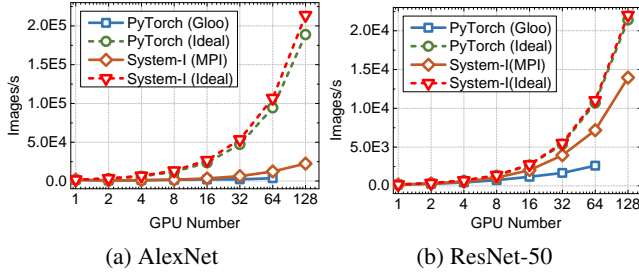 PyTorch (Gloo)
PyTorch (Ideal)
System-I (MPI)
System-I (Ideal)
2.0E5
1.5E5
1.0E5
5.0E4
0.0
Images/s
1 2 4 8 16 32 64 128
GPU Number
(a) AlexNet
PyTorch (Gloo)
PyTorch (Ideal)
System-I(MPI)
System-I(Ideal)
2.0E4
1.5E4
1.0E4
5.0E3
0.0
Images/s
1 2 4 8 16 32 64 128
GPU Number
(b) ResNet-50